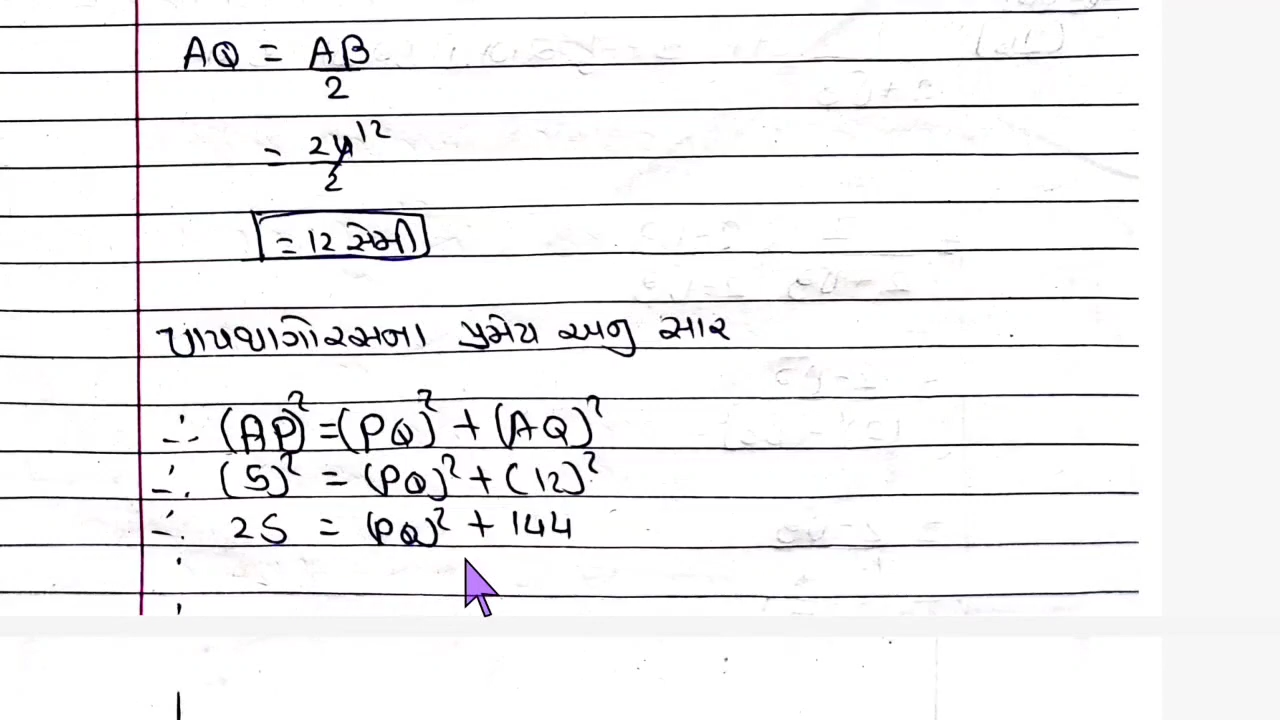 AQ = AB
2
= 24 12
2
= 12 સેમી
પાયથાગોરસના પ્રમેય અનુ સાર
∴ (AP)² = (PQ)² + (AQ)²
∴ (5)² = (PQ)² + (12)²
∴ 25 = (PQ)² + 144